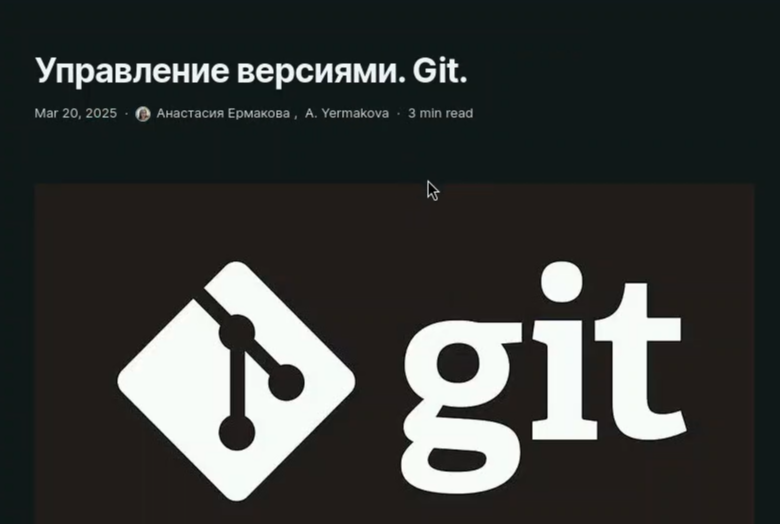 Управление версиями. Git.
Mar 20, 2025 · Анастасия Ермакова , A. Yermakova · 3 min read
git